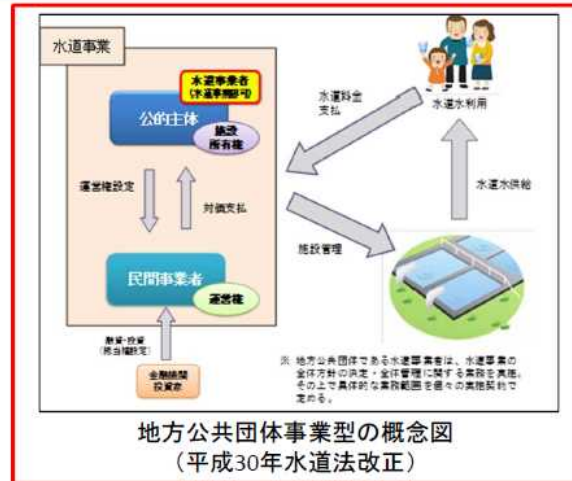 水道事業
水道事業者
(水道事業認可)
公的主体
施設
所有権
運営権設定
対価支払
民間事業者
運営権
融資・投資
(抵当権設定)
金融機関
投資家
水道料金
支払
水道水利用
水道水供給
施設管理
※ 地方公共団体である水道事業者は、水道事業の
全体方針の決定・全体管理に関する業務を実施。
その上で具体的な業務範囲を個々の実施契約で
定める。
地方公共団体事業型の概念図
(平成30年水道法改正)